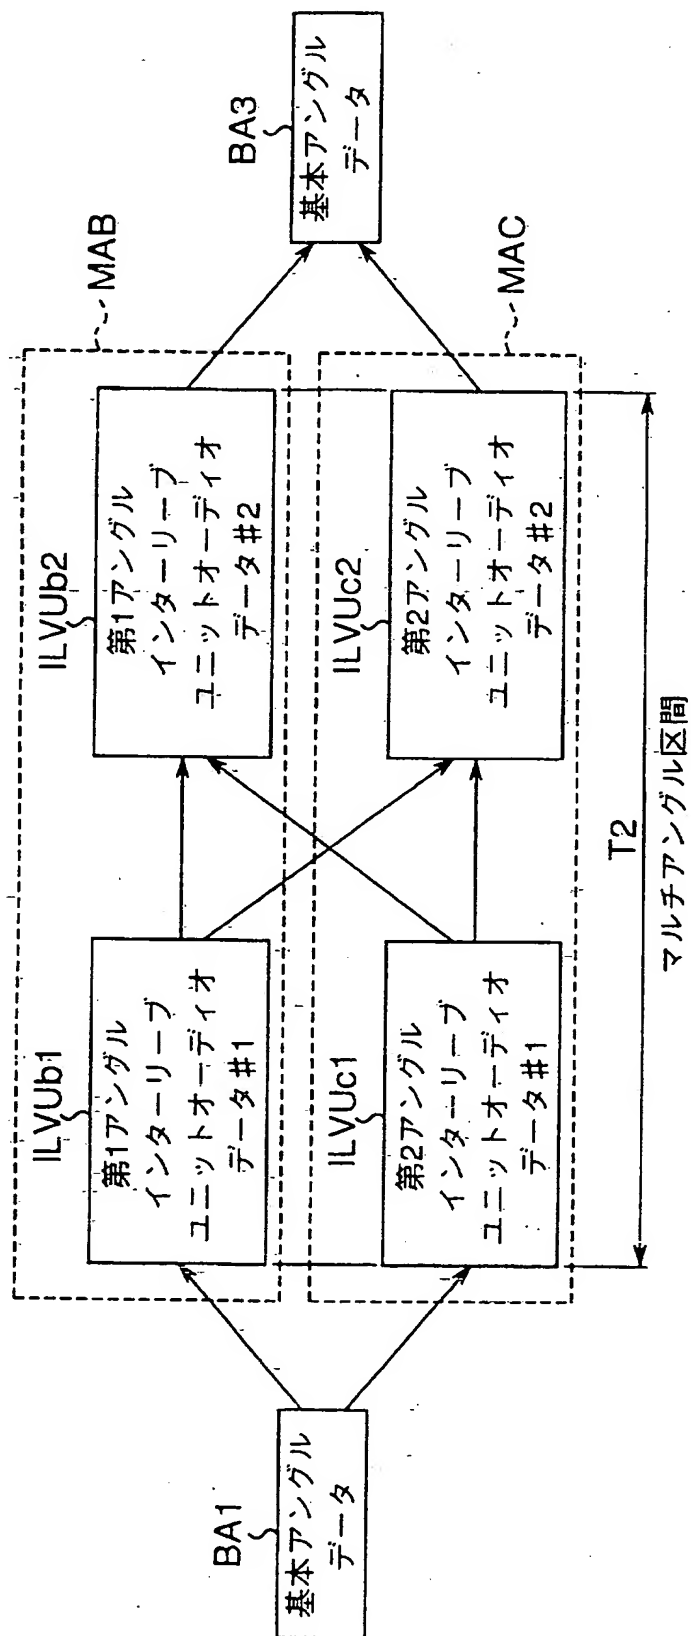 BA1
基本アングル
データ
MAB
ILVUb1
第1アングル
インターリーブ
ユニットオーディオ
データ#1
ILVUb2
第1アングル
インターリーブ
ユニットオーディオ
データ#2
ILVUc1
第2アングル
インターリーブ
ユニットオーディオ
データ#1
ILVUc2
第2アングル
インターリーブ
ユニットオーディオ
データ#2
MAC
BA3
基本アングル
データ
T2
マルチアングル区間